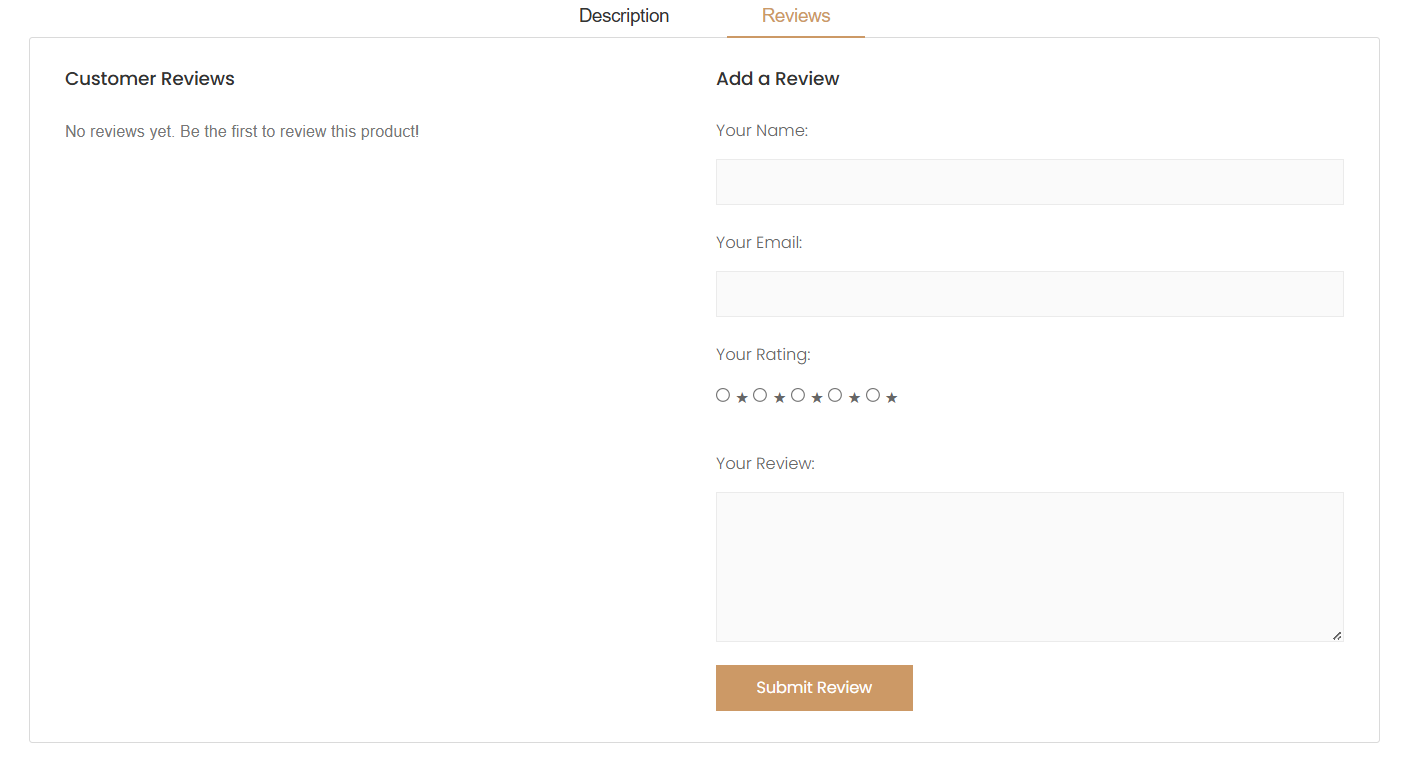 Description
Reviews
Customer Reviews
No reviews yet. Be the first to review this product!
Add a Review
Your Name:
Your Email:
Your Rating:
★ ★ ★ ★ ★
Your Review:
Submit Review